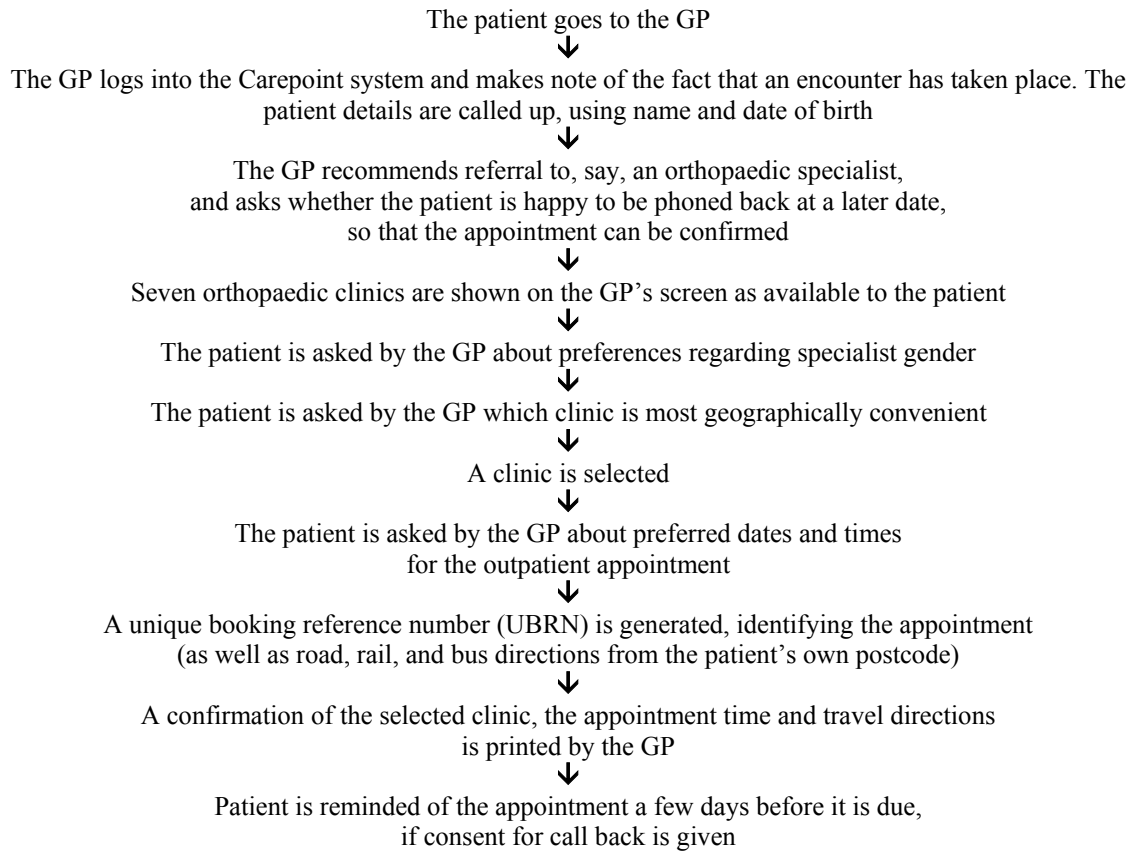 The patient goes to the GP
The GP logs into the Carepoint system and makes note of the fact that an encounter has taken place. The
patient details are called up, using name and date of birth
The GP recommends referral to, say, an orthopaedic specialist,
and asks whether the patient is happy to be phoned back at a later date,
so that the appointment can be confirmed
Seven orthopaedic clinics are shown on the GP's screen as available to the patient
The patient is asked by the GP about preferences regarding specialist gender
The patient is asked by the GP which clinic is most geographically convenient
A clinic is selected
The patient is asked by the GP about preferred dates and times
for the outpatient appointment
A unique booking reference number (UBRN) is generated, identifying the appointment
(as well as road, rail, and bus directions from the patient's own postcode)
A confirmation of the selected clinic, the appointment time and travel directions
is printed by the GP
Patient is reminded of the appointment a few days before it is due,
if consent for call back is given